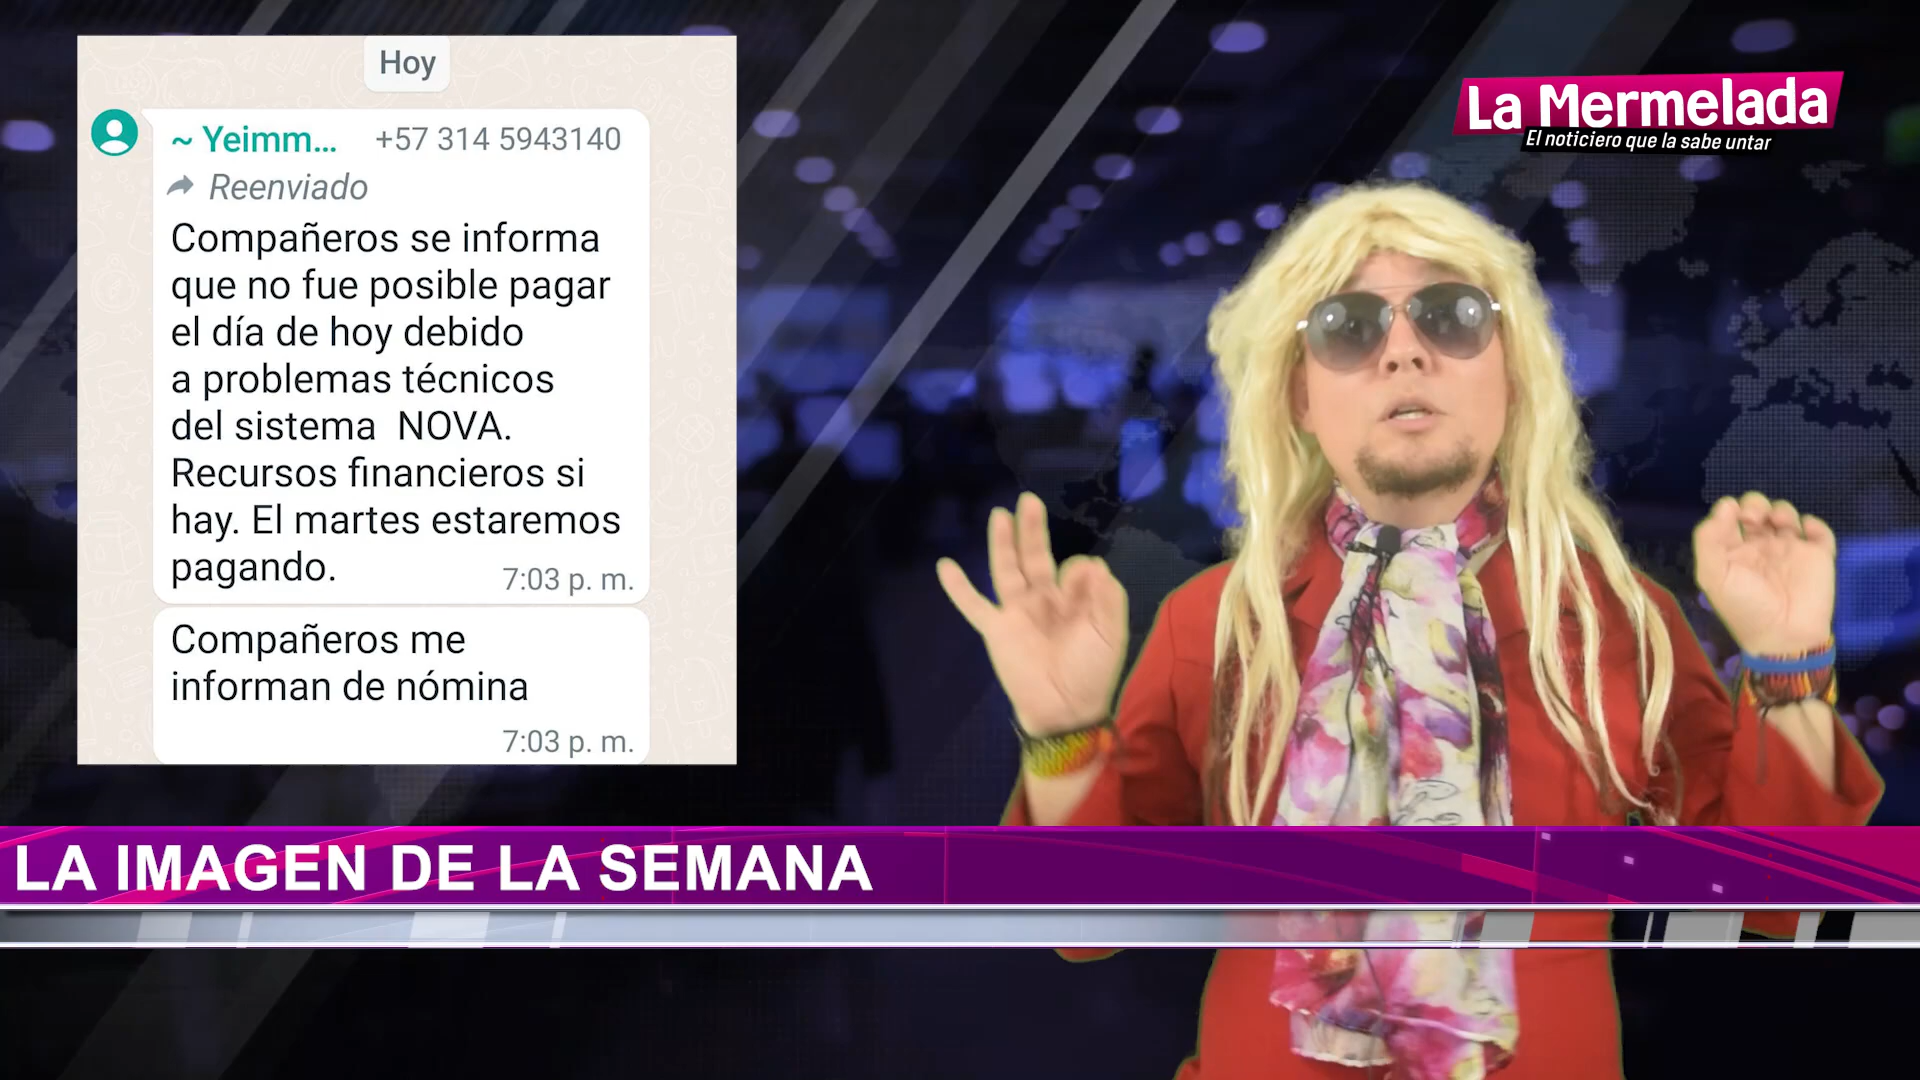 Hoy
~ Yeimm... +57 314 5943140
Reenviado
Compañeros se informa
que no fue posible pagar
el día de hoy debido
a problemas técnicos
del sistema NOVA.
Recursos financieros si
hay. El martes estaremos
pagando.
7:03 p. m.
Compañeros me
informan de nómina
7:03 p. m.
La Mermelada
El noticiero que la sabe untar
LA IMAGEN DE LA SEMANA